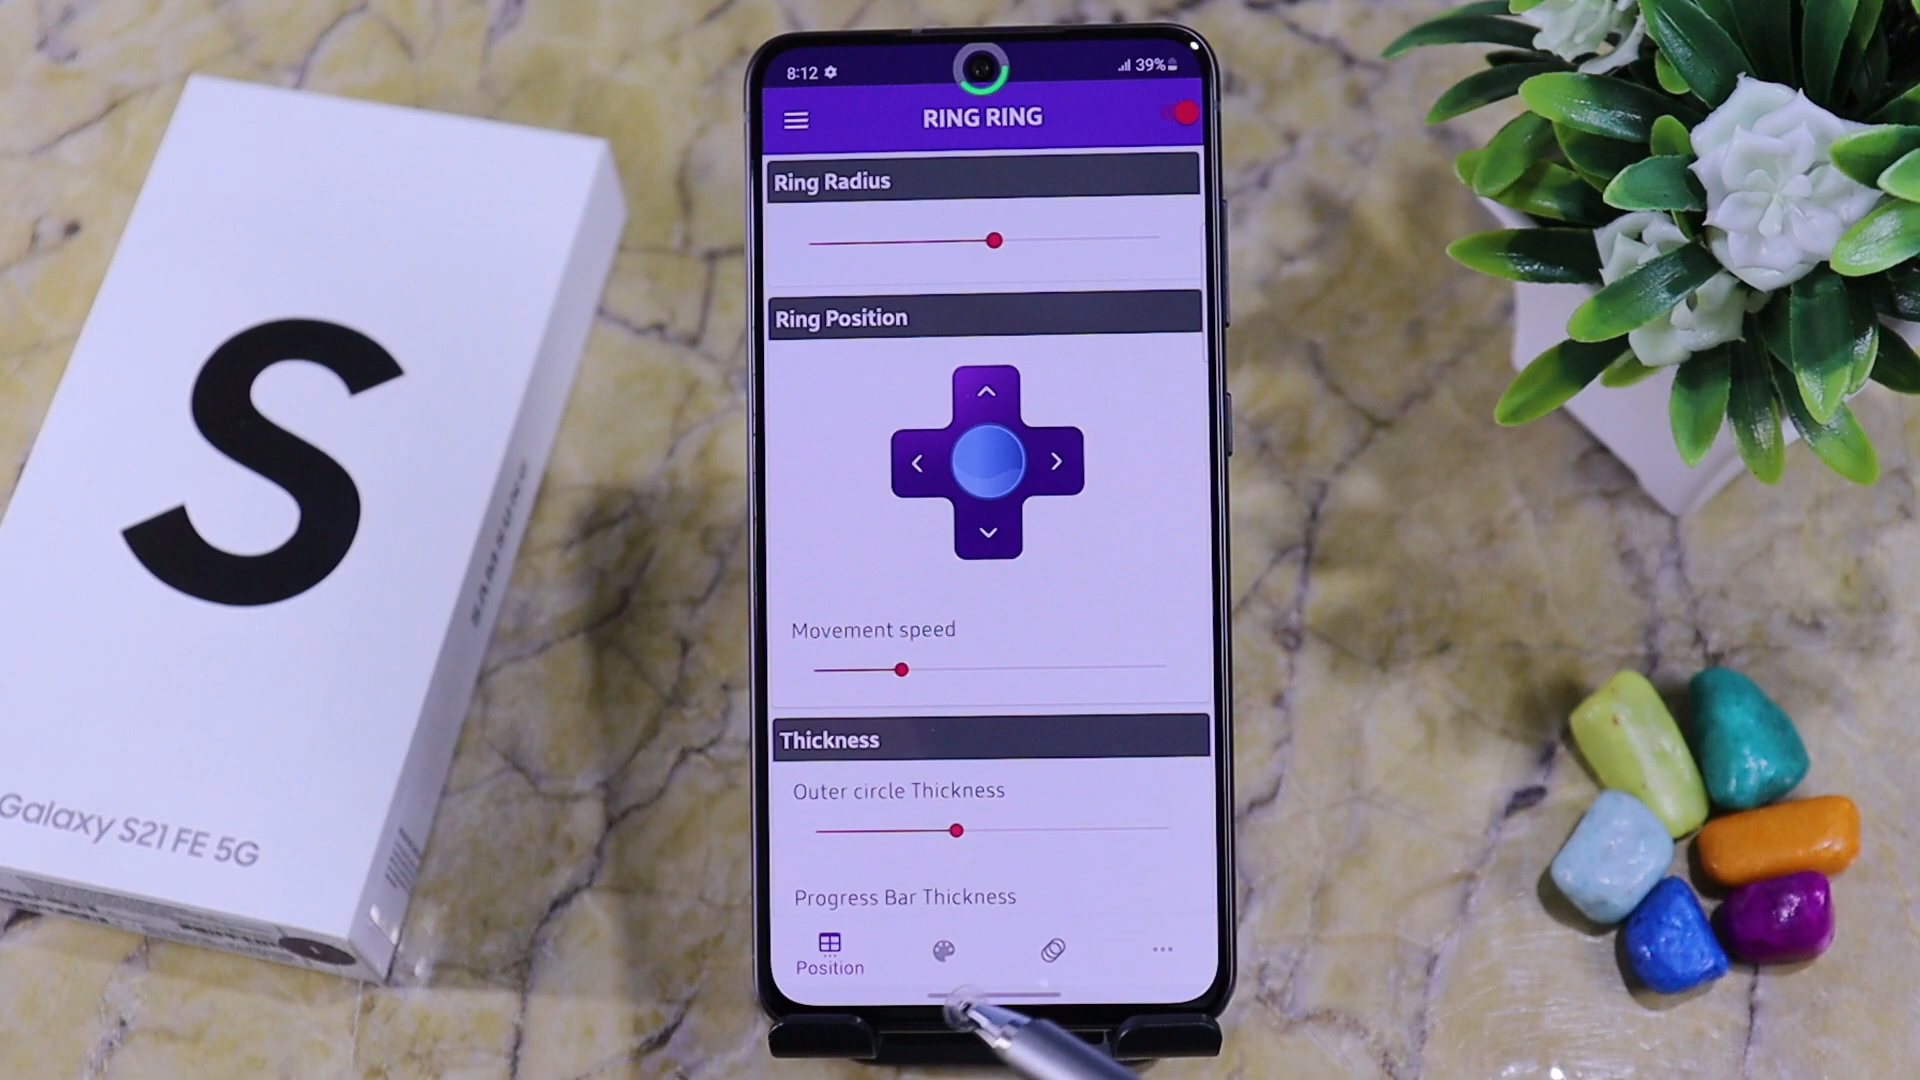 S
SAMSUNG
Galaxy S21 FE 5G
8:12
39%
RING RING
Ring Radius
Ring Position
Movement speed
Thickness
Outer circle Thickness
Progress Bar Thickness
Position